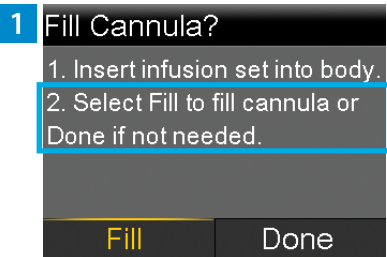 1
Fill Cannula?
1. Insert infusion set into body.
2. Select Fill to fill cannula or
Done if not needed.
Fill
Done